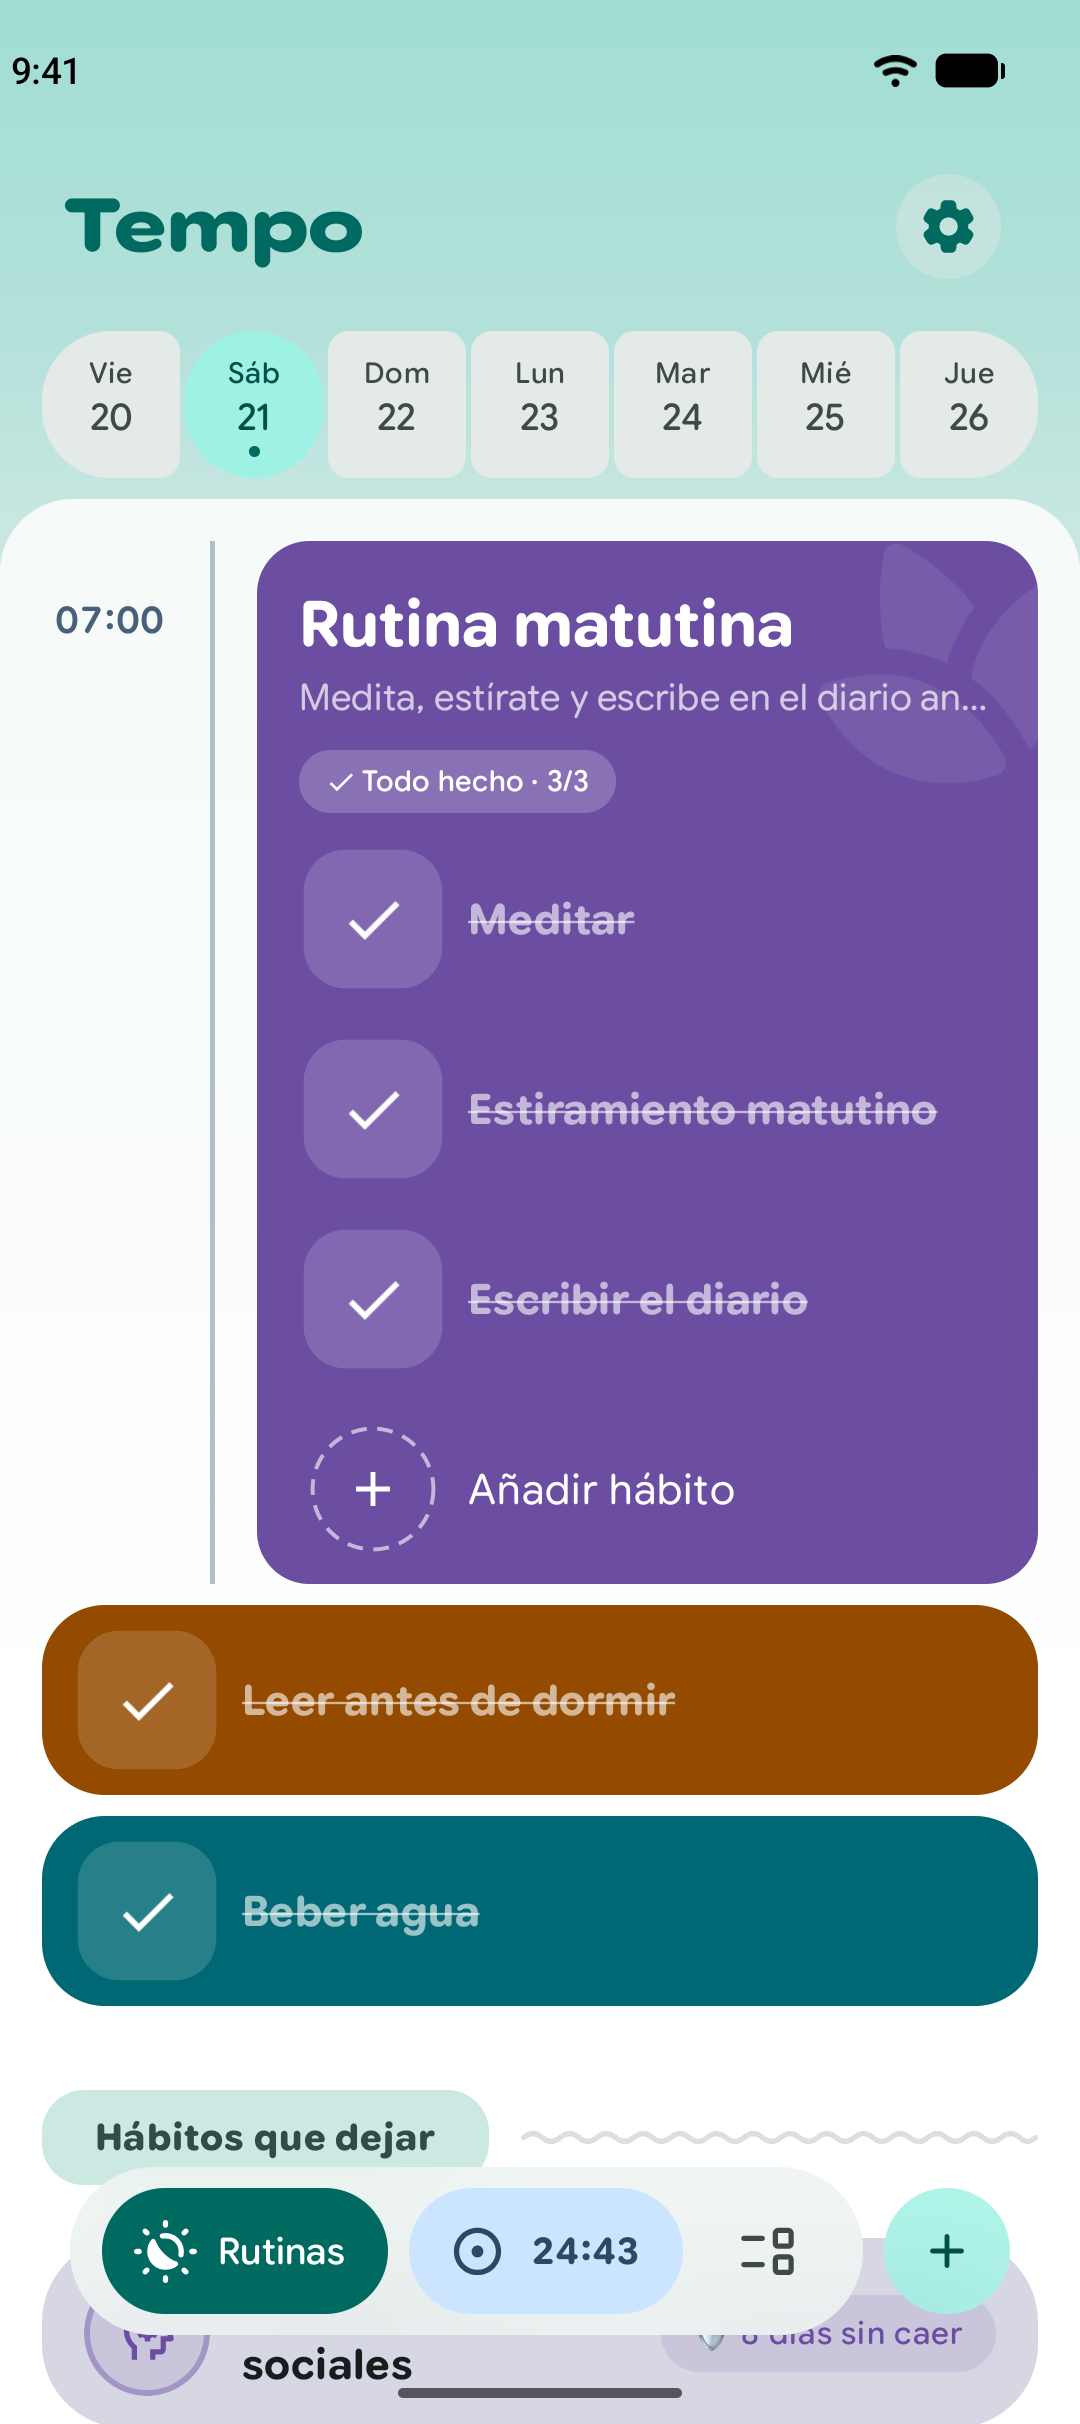 9:41
Tempo
Vie
20
Sáb
21
Dom
22
Lun
23
Mar
24
Mié
25
Jue
26
07:00
Rutina matutina
Medita, estírate y escribe en el diario an...
Todo hecho · 3/3
Meditar
Estiramiento matutino
Escribir el diario
Añadir hábito
Leer antes de dormir
Beber agua
Hábitos que dejar
Rutinas
24:43
días sin caer
sociales